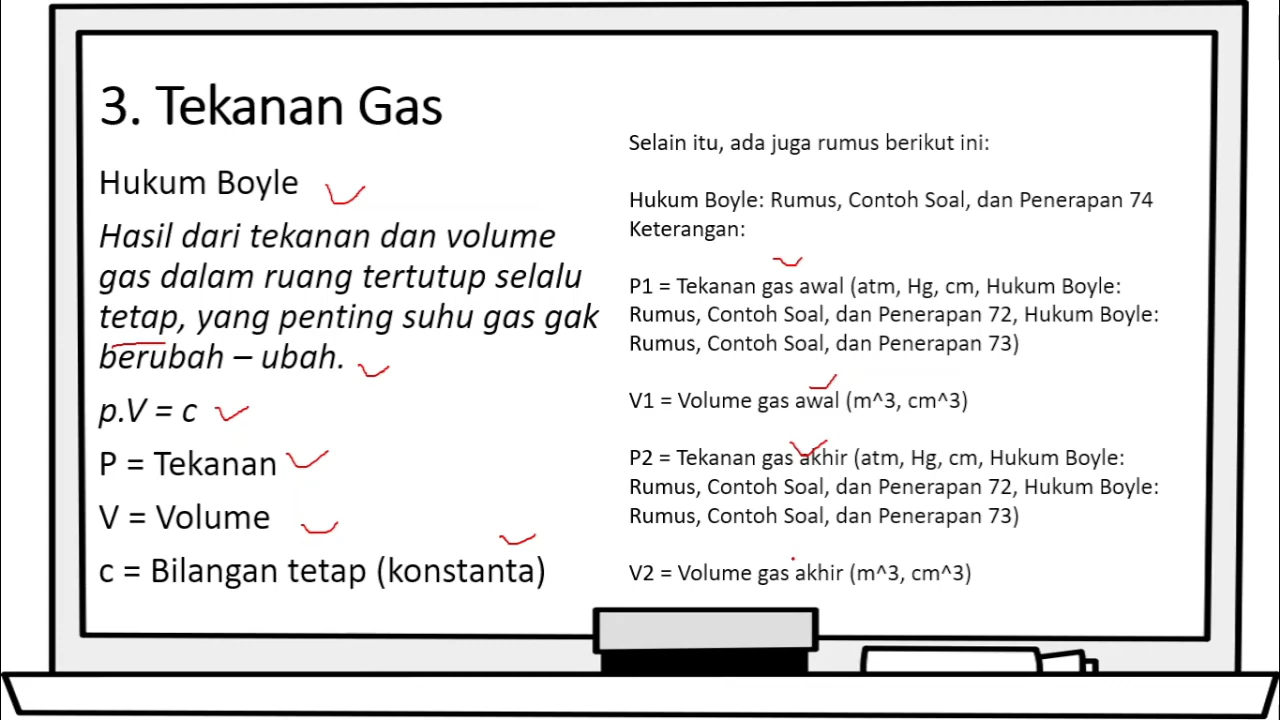 3. Tekanan Gas
Hukum Boyle
Hasil dari tekanan dan volume
gas dalam ruang tertutup selalu
tetap, yang penting suhu gas gak
berubah – ubah.
p.V = c
P = Tekanan
V = Volume
c = Bilangan tetap (konstanta)
Selain itu, ada juga rumus berikut ini:
Hukum Boyle: Rumus, Contoh Soal, dan Penerapan 74
Keterangan:
P1 = Tekanan gas awal (atm, Hg, cm, Hukum Boyle:
Rumus, Contoh Soal, dan Penerapan 72, Hukum Boyle:
Rumus, Contoh Soal, dan Penerapan 73)
V1 = Volume gas awal (m^3, cm^3)
P2 = Tekanan gas akhir (atm, Hg, cm, Hukum Boyle:
Rumus, Contoh Soal, dan Penerapan 72, Hukum Boyle:
Rumus, Contoh Soal, dan Penerapan 73)
V2 = Volume gas akhir (m^3, cm^3)